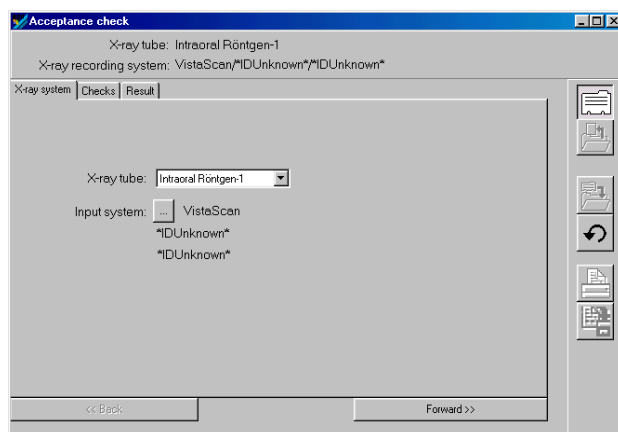 Acceptance check
X-ray tube: Intraoral Röntgen-1
X-ray recording system: VistaScan/*IDUnknown*/*IDUnknown*
X-ray system Checks Result
X-ray tube: Intraoral Röntgen-1
Input system: ... VistaScan
*IDUnknown*
*IDUnknown*
<< Back Forward >>